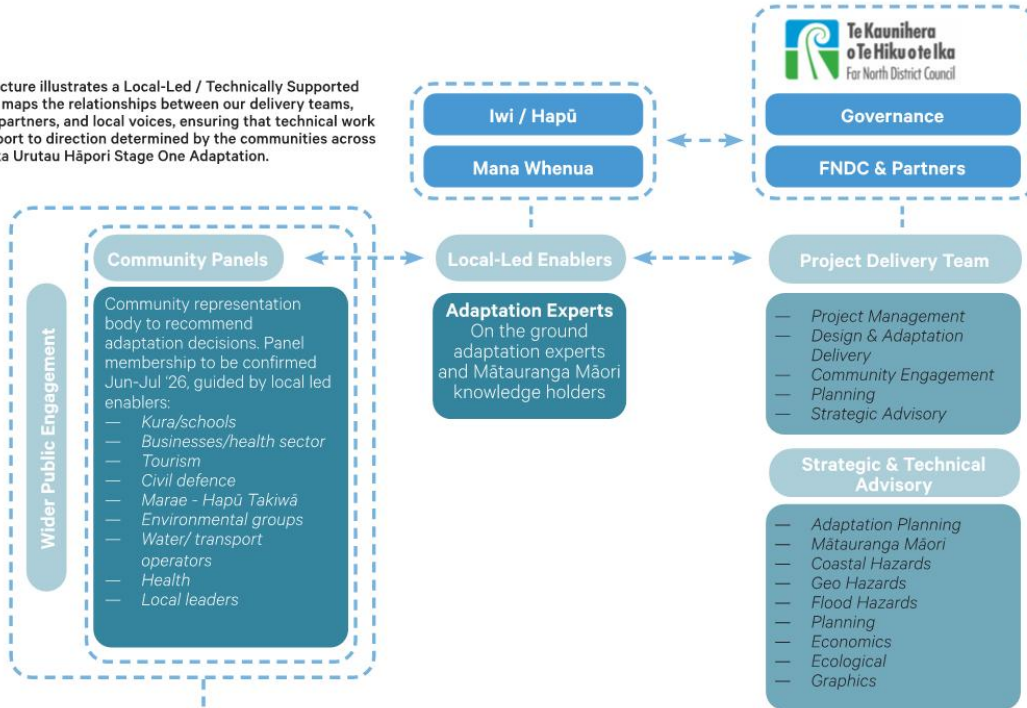 cture illustrates a Local-Led / Technically Supported
maps the relationships between our delivery teams,
partners, and local voices, ensuring that technical work
port to direction determined by the communities across
a Urutau Hāpori Stage One Adaptation.
Te Kaunihera
o Te Hiku o te Ika
Far North District Council
Iwi / Hapū
Mana Whenua
Governance
FNDC & Partners
Wider Public Engagement
Community Panels
Community representation
body to recommend
adaptation decisions. Panel
membership to be confirmed
Jun-Jul ‘26, guided by local led
enablers:
— Kura/schools
— Businesses/health sector
— Tourism
— Civil defence
— Marae - Hapū Takiwā
— Environmental groups
— Water/ transport
operators
— Health
— Local leaders
Local-Led Enablers
Adaptation Experts
On the ground
adaptation experts
and Mātauranga Māori
knowledge holders
Project Delivery Team
— Project Management
— Design & Adaptation
Delivery
— Community Engagement
— Planning
— Strategic Advisory
Strategic & Technical
Advisory
— Adaptation Planning
— Mātauranga Māori
— Coastal Hazards
— Geo Hazards
— Flood Hazards
— Planning
— Economics
— Ecological
— Graphics